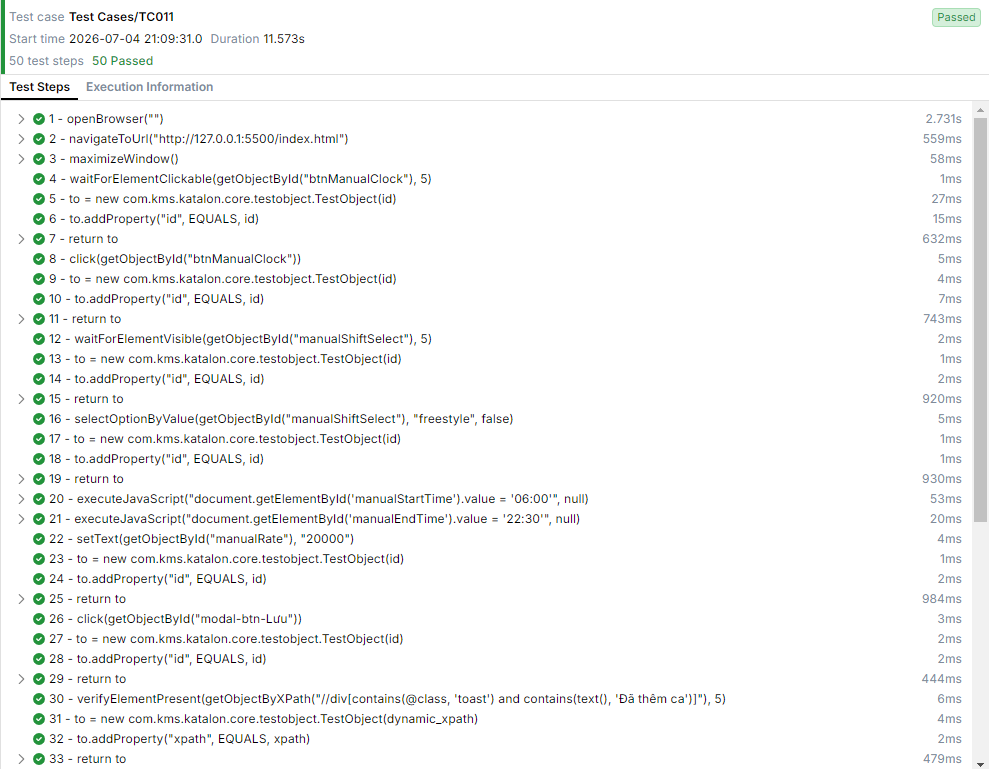 Test case Test Cases/TC011 Passed
Start time 2026-07-04 21:09:31.0 Duration 11.573s
50 test steps 50 Passed
Test Steps Execution Information
1 - openBrowser("") 2.731s
2 - navigateToUrl("http://127.0.0.1:5500/index.html") 559ms
3 - maximizeWindow() 58ms
4 - waitForElementClickable(getObjectById("btnManualClock"), 5) 1ms
5 - to = new com.kms.katalon.core.testobject.TestObject(id) 27ms
6 - to.addProperty("id", EQUALS, id) 15ms
7 - return to 632ms
8 - click(getObjectById("btnManualClock")) 5ms
9 - to = new com.kms.katalon.core.testobject.TestObject(id) 4ms
10 - to.addProperty("id", EQUALS, id) 7ms
11 - return to 743ms
12 - waitForElementVisible(getObjectById("manualShiftSelect"), 5) 2ms
13 - to = new com.kms.katalon.core.testobject.TestObject(id) 1ms
14 - to.addProperty("id", EQUALS, id) 2ms
15 - return to 920ms
16 - selectOptionByValue(getObjectById("manualShiftSelect"), "freestyle", false) 5ms
17 - to = new com.kms.katalon.core.testobject.TestObject(id) 1ms
18 - to.addProperty("id", EQUALS, id) 1ms
19 - return to 930ms
20 - executeJavaScript("document.getElementById('manualStartTime').value = '06:00'", null) 53ms
21 - executeJavaScript("document.getElementById('manualEndTime').value = '22:30'", null) 20ms
22 - setText(getObjectById("manualRate"), "20000") 4ms
23 - to = new com.kms.katalon.core.testobject.TestObject(id) 1ms
24 - to.addProperty("id", EQUALS, id) 2ms
25 - return to 984ms
26 - click(getObjectById("modal-btn-Lưu")) 3ms
27 - to = new com.kms.katalon.core.testobject.TestObject(id) 2ms
28 - to.addProperty("id", EQUALS, id) 2ms
29 - return to 444ms
30 - verifyElementPresent(getObjectByXPath("//div[contains(@class, 'toast') and contains(text(), 'Đã thêm ca')]"), 5) 6ms
31 - to = new com.kms.katalon.core.testobject.TestObject(dynamic_xpath) 4ms
32 - to.addProperty("xpath", EQUALS, xpath) 2ms
33 - return to 479ms